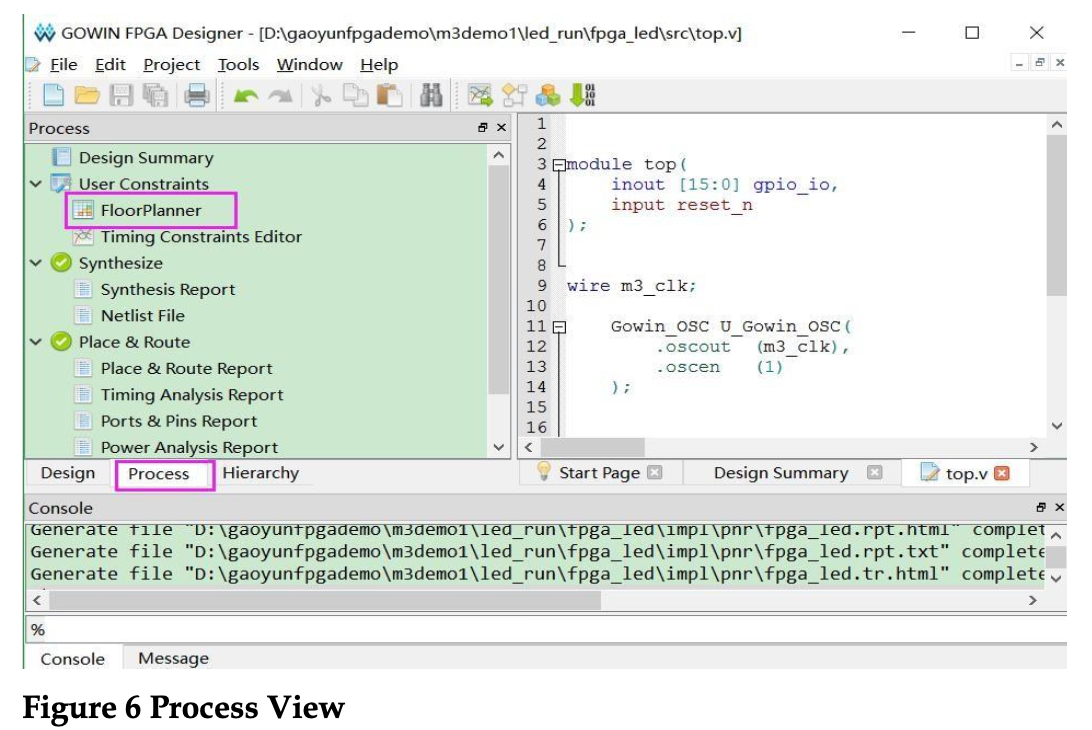 GOWIN FPGA Designer - [D:\gaoyunfpgademo\m3demo1\led_run\fpga_led\src\top.v]
File Edit Project Tools Window Help
Process
Design Summary
User Constraints
FloorPlanner
Timing Constraints Editor
Synthesize
Synthesis Report
Netlist File
Place & Route
Place & Route Report
Timing Analysis Report
Ports & Pins Report
Power Analysis Report
Design Process Hierarchy
1
2
3 module top(
4 inout [15:0] gpio_io,
5 input reset_n
6 );
7
8
9 wire m3_clk;
10
11 Gowin_OSC U_Gowin_OSC(
12 .oscout (m3_clk),
13 .oscen (1)
14 );
15
16
Start Page Design Summary top.v
Console
Generate file "D:\gaoyunfpgademo\m3demo1\led_run\fpga_led\impl\pnr\fpga_led.rpt.html" complet
Generate file "D:\gaoyunfpgademo\m3demo1\led_run\fpga_led\impl\pnr\fpga_led.rpt.txt" complete
Generate file "D:\gaoyunfpgademo\m3demo1\led_run\fpga_led\impl\pnr\fpga_led.tr.html" complete
%
Console Message
Figure 6 Process View